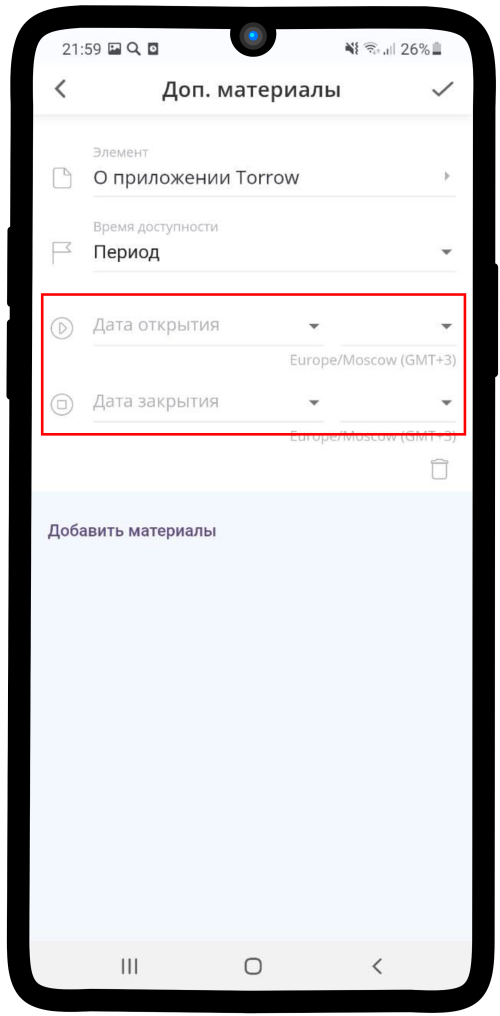 21:59 26%
Доп. материалы
Элемент
О приложении Torrow
Время доступности
Период
Дата открытия
Europe/Moscow (GMT+3)
Дата закрытия
Europe/Moscow (GMT+3)
Добавить материалы